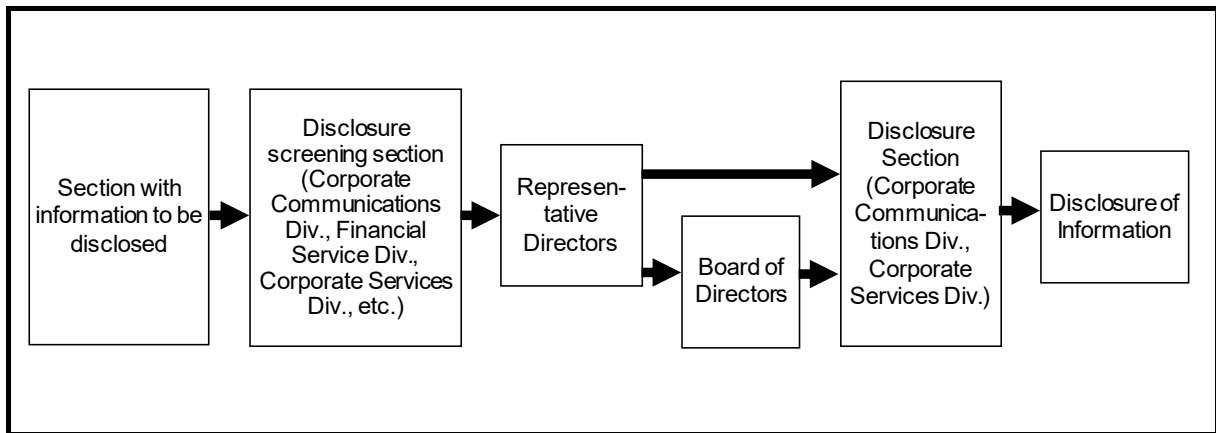 Section with
information to be
disclosed
Disclosure
screening section
(Corporate
Communications
Div., Financial
Service Div.,
Corporate Services
Div., etc.)
Represen-
tative
Directors
Board of
Directors
Disclosure
Section
(Corporate
Communica-
tions Div.,
Corporate
Services Div.)
Disclosure of
Information